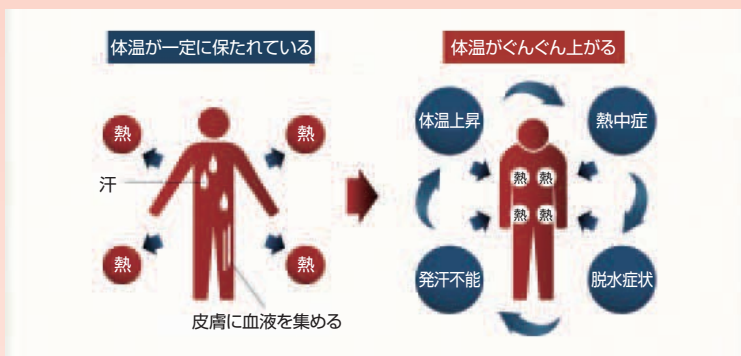 体温が一定に保たれている
体温がぐんぐん上がる
熱
熱
汗
熱
熱
皮膚に血液を集める
体温上昇
熱中症
熱
熱
熱
熱
発汗不能
脱水症状